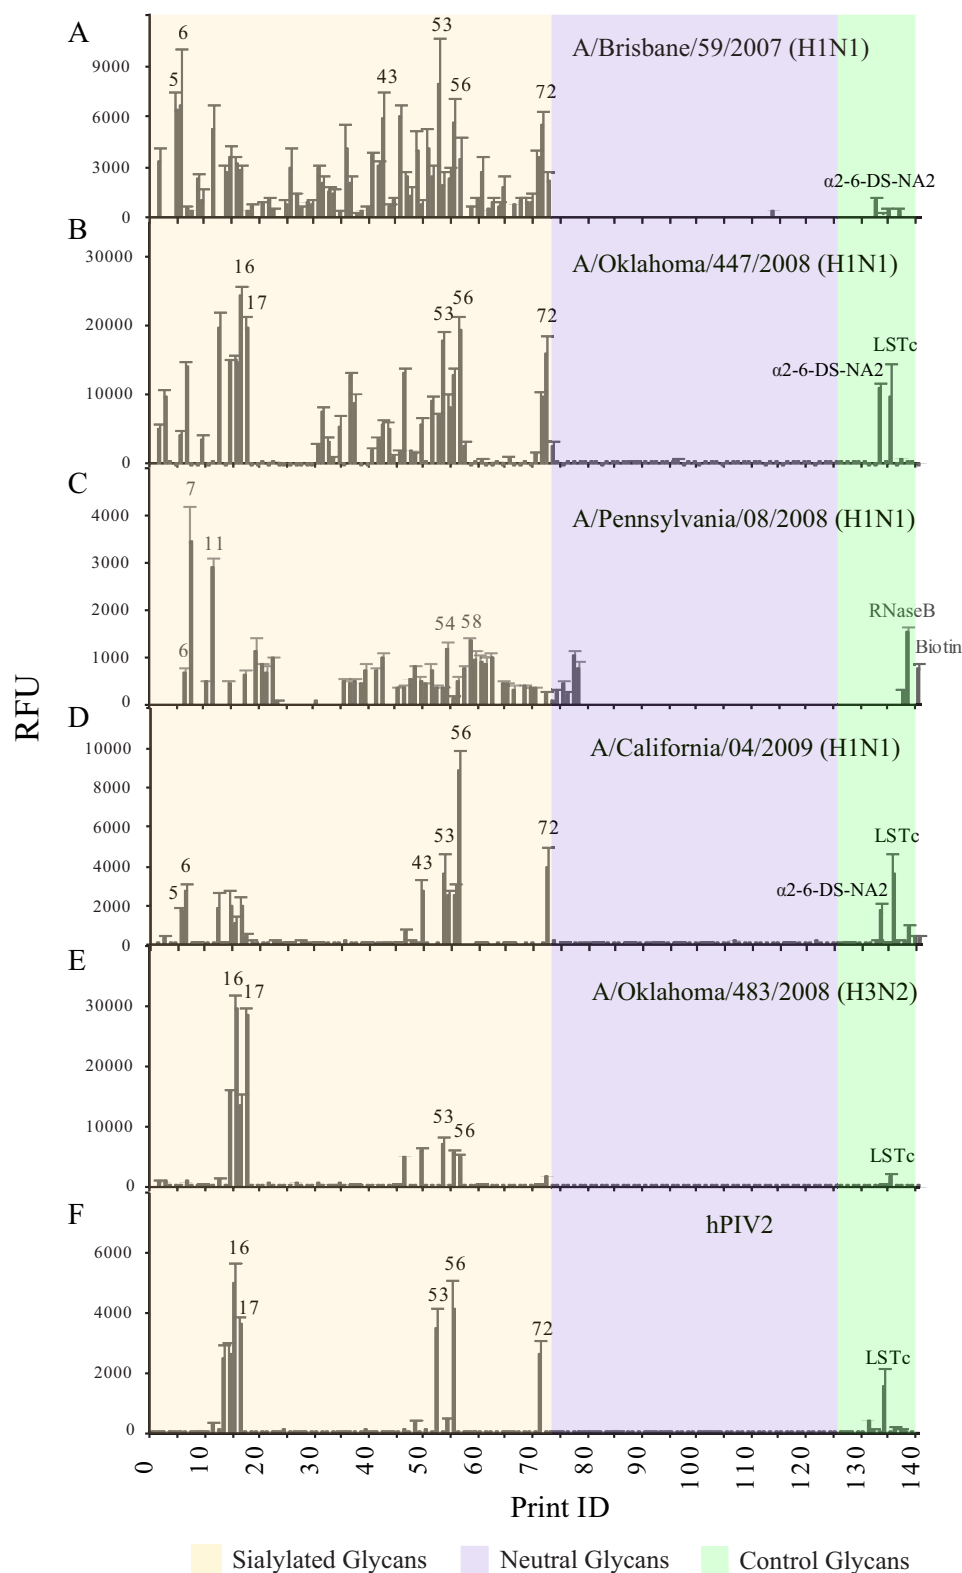 A
A/Brisbane/59/2007 (H1N1)
6
5
43
53
56
72
α2-6-DS-NA2
9000
6000
3000
0
B
A/Oklahoma/447/2008 (H1N1)
16
17
53
56
72
α2-6-DS-NA2
LSTc
30000
20000
10000
0
C
A/Pennsylvania/08/2008 (H1N1)
7
11
6
54
58
RNaseB
Biotin
4000
3000
2000
1000
0
D
A/California/04/2009 (H1N1)
56
6
5
43
53
72
α2-6-DS-NA2
LSTc
10000
8000
6000
4000
2000
0
E
A/Oklahoma/483/2008 (H3N2)
16
17
53
56
LSTc
30000
20000
10000
0
F
hPIV2
16
17
53
56
72
LSTc
6000
4000
2000
0
RFU
0 10 20 30 40 50 60 70 80 90 100 110 120 130 140
Print ID
Sialylated Glycans Neutral Glycans Control Glycans